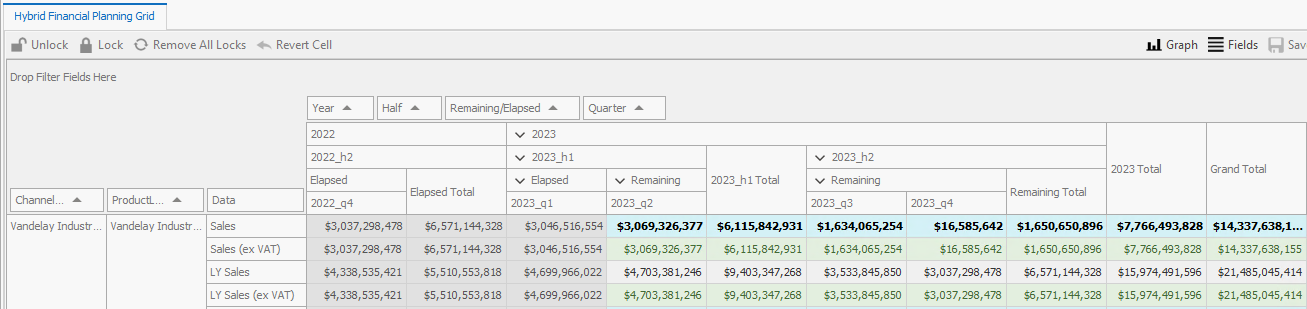 Hybrid Financial Planning Grid
Unlock Lock Remove All Locks Revert Cell Graph Fields
Drop Filter Fields Here
Year Half Remaining/Elapsed Quarter
2022 2023 2023 Total Grand Total
2022_h2 2023_h1 2023_h1 Total 2023_h2
Elapsed Elapsed Total Elapsed Remaining Remaining Remaining Total
Channel... ProductL... Data 2022_q4 2023_q1 2023_q2 2023_q3 2023_q4
Vandelay Industr... Vandelay Industr... Sales $3,037,298,478 $6,571,144,328 $3,046,516,554 $3,069,326,377 $6,115,842,931 $1,634,065,254 $16,585,642 $1,650,650,896 $7,766,493,828 $14,337,638,1...
Sales (ex VAT) $3,037,298,478 $6,571,144,328 $3,046,516,554 $3,069,326,377 $6,115,842,931 $1,634,065,254 $16,585,642 $1,650,650,896 $7,766,493,828 $14,337,638,155
LY Sales $4,338,535,421 $5,510,553,818 $4,699,966,022 $4,703,381,246 $9,403,347,268 $3,533,845,850 $3,037,298,478 $6,571,144,328 $15,974,491,596 $21,485,045,414
LY Sales (ex VAT) $4,338,535,421 $5,510,553,818 $4,699,966,022 $4,703,381,246 $9,403,347,268 $3,533,845,850 $3,037,298,478 $6,571,144,328 $15,974,491,596 $21,485,045,414